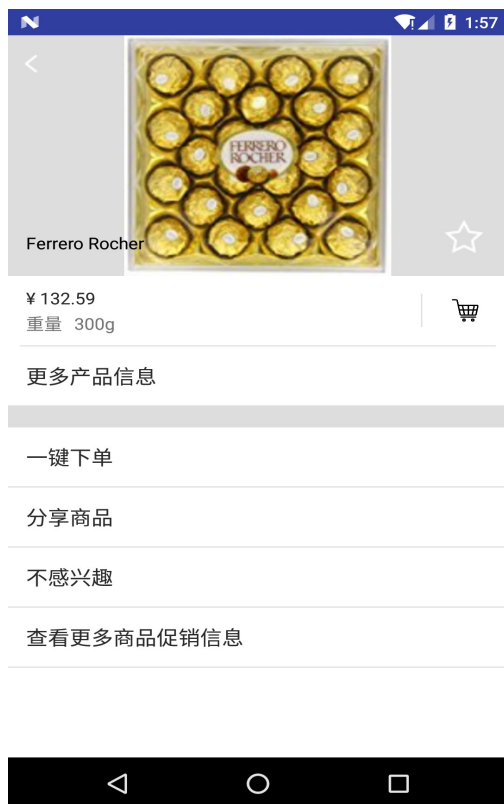 1:57
FERRERO
ROCHER
Ferrero Rocher
¥ 132.59
重量 300g
更多产品信息
一键下单
分享商品
不感兴趣
查看更多商品促销信息